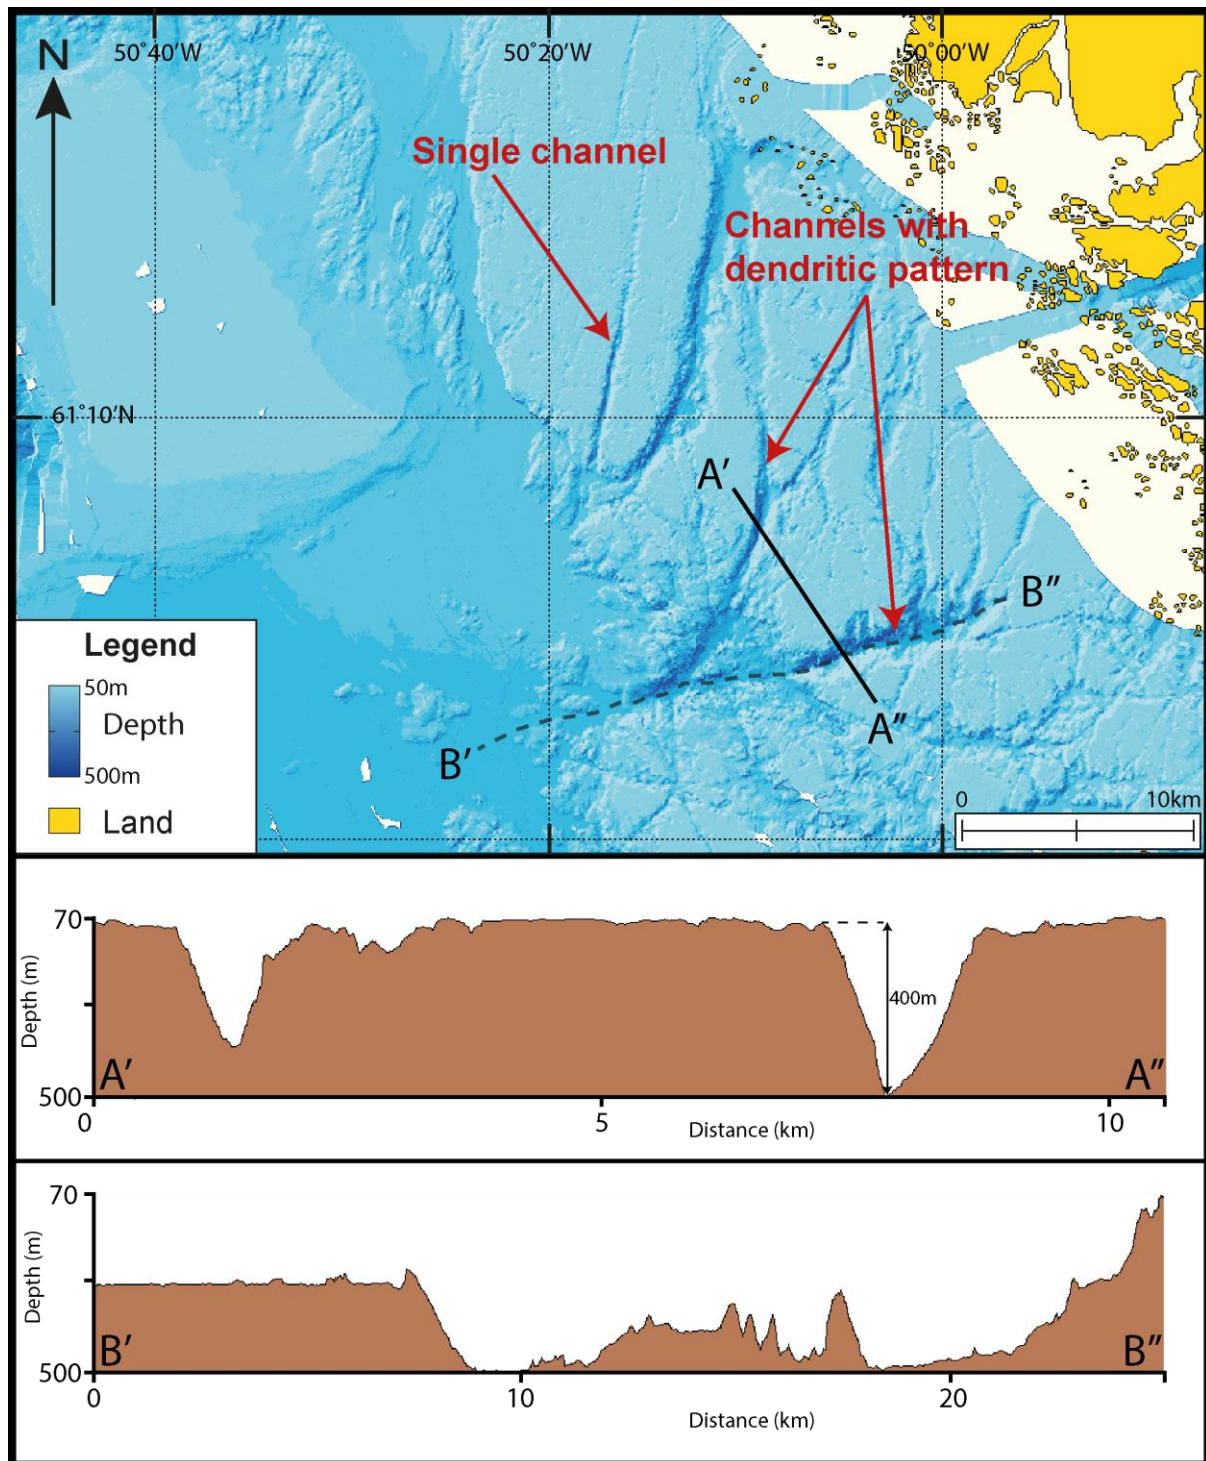 N
50°40'W
50°20'W
50°00'W
Single channel
Channels with
dendritic pattern
61°10'N
A'
B"
A"
B'
Legend
50m
Depth
500m
Land
0 10km
70
Depth (m)
400m
A' A"
500
0 5 10
Distance (km)
70
Depth (m)
B' B"
500
0 10 20
Distance (km)